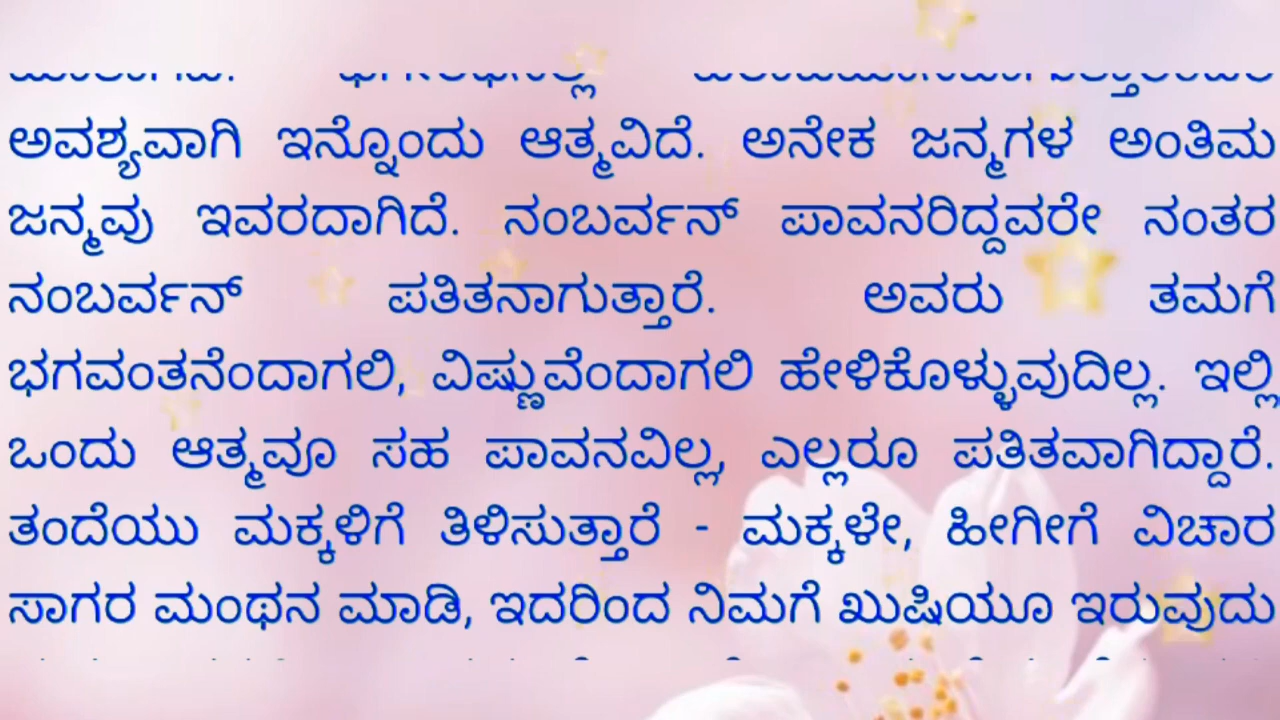 ಅವಶ್ಯವಾಗಿ ಇನ್ನೊಂದು ಆತ್ಮವಿದೆ. ಅನೇಕ ಜನ್ಮಗಳ ಅಂತಿಮ
ಜನ್ಮವು ಇವರದಾಗಿದೆ. ನಂಬರ್ವನ್ ಪಾವನರಿದ್ದವರೇ ನಂತರ
ನಂಬರ್ವನ್ ಪತಿತನಾಗುತ್ತಾರೆ. ಅವರು ತಮಗೆ
ಭಗವಂತನೆಂದಾಗಲಿ, ವಿಷ್ಣುವೆಂದಾಗಲಿ ಹೇಳಿಕೊಳ್ಳುವುದಿಲ್ಲ. ಇಲ್ಲಿ
ಒಂದು ಆತ್ಮವೂ ಸಹ ಪಾವನವಿಲ್ಲ, ಎಲ್ಲರೂ ಪತಿತವಾಗಿದ್ದಾರೆ.
ತಂದೆಯು ಮಕ್ಕಳಿಗೆ ತಿಳಿಸುತ್ತಾರೆ - ಮಕ್ಕಳೇ, ಹೀಗೀಗೆ ವಿಚಾರ
ಸಾಗರ ಮಂಥನ ಮಾಡಿ, ಇದರಿಂದ ನಿಮಗೆ ಖುಷಿಯೂ ಇರುವುದು